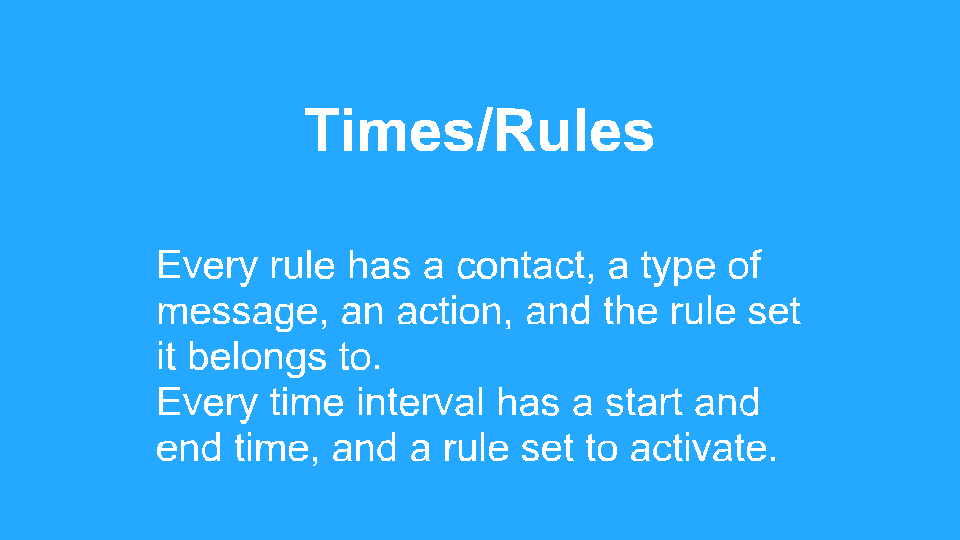 Times/Rules
Every rule has a contact, a type of
message, an action, and the rule set
it belongs to.
Every time interval has a start and
end time, and a rule set to activate.